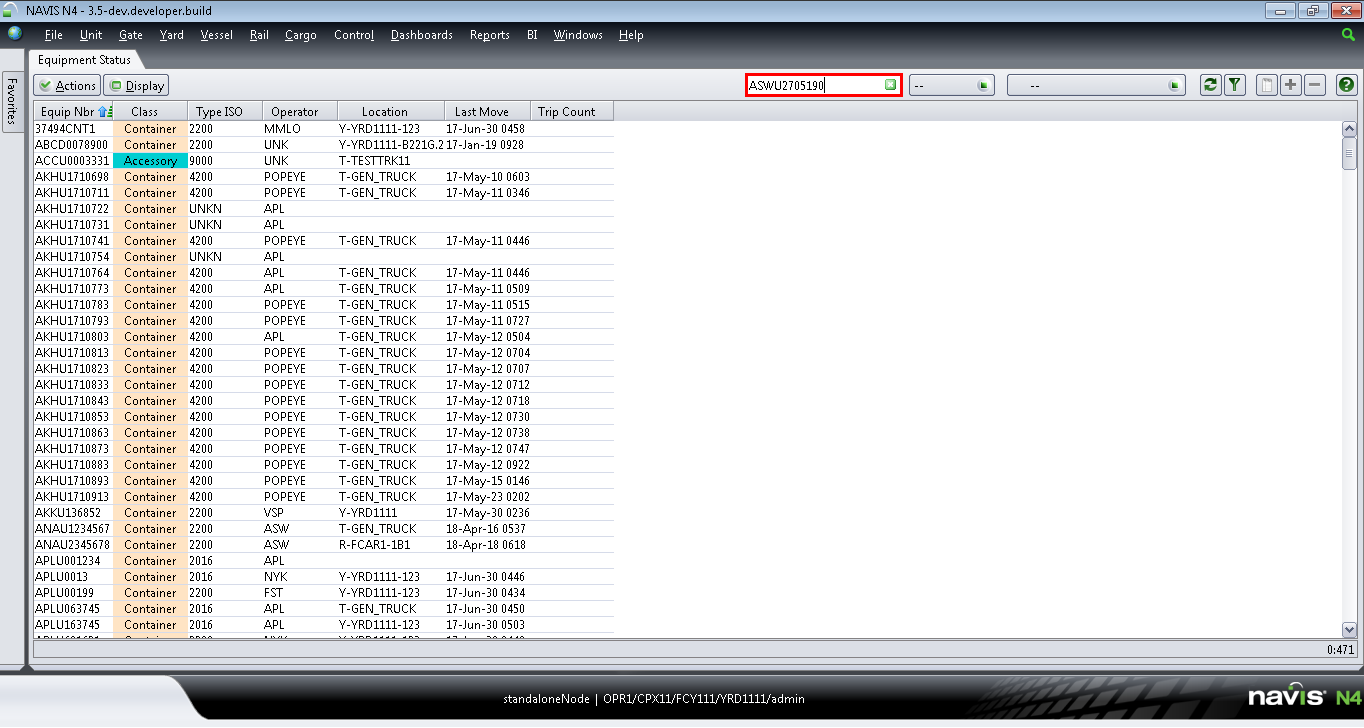 NAVIS N4 - 3.5-dev.developer.build
File Unit Gate Yard Vessel Rail Cargo Control Dashboards Reports BI Windows Help
Equipment Status
Favorites
Actions Display ASWU2705190 -- --
Equip Nbr Class Type ISO Operator Location Last Move Trip Count
37494CNT1 Container 2200 MMLO Y-YRD1111-123 17-Jun-30 0458
ABCD0078900 Container 2200 UNK Y-YRD1111-B221G.2 17-Jan-19 0928
ACCU0003331 Accessory 9000 UNK T-TESTTRK11
AKHU1710698 Container 4200 POPEYE T-GEN_TRUCK 17-May-10 0603
AKHU1710711 Container 4200 POPEYE T-GEN_TRUCK 17-May-11 0346
AKHU1710722 Container UNKN APL
AKHU1710731 Container UNKN APL
AKHU1710741 Container 4200 POPEYE T-GEN_TRUCK 17-May-11 0446
AKHU1710754 Container UNKN APL
AKHU1710764 Container 4200 APL T-GEN_TRUCK 17-May-11 0446
AKHU1710773 Container 4200 APL T-GEN_TRUCK 17-May-11 0509
AKHU1710783 Container 4200 POPEYE T-GEN_TRUCK 17-May-11 0515
AKHU1710793 Container 4200 POPEYE T-GEN_TRUCK 17-May-11 0727
AKHU1710803 Container 4200 APL T-GEN_TRUCK 17-May-12 0504
AKHU1710813 Container 4200 POPEYE T-GEN_TRUCK 17-May-12 0704
AKHU1710823 Container 4200 POPEYE T-GEN_TRUCK 17-May-12 0707
AKHU1710833 Container 4200 POPEYE T-GEN_TRUCK 17-May-12 0712
AKHU1710843 Container 4200 POPEYE T-GEN_TRUCK 17-May-12 0718
AKHU1710853 Container 4200 POPEYE T-GEN_TRUCK 17-May-12 0730
AKHU1710863 Container 4200 POPEYE T-GEN_TRUCK 17-May-12 0738
AKHU1710873 Container 4200 POPEYE T-GEN_TRUCK 17-May-12 0747
AKHU1710883 Container 4200 POPEYE T-GEN_TRUCK 17-May-12 0922
AKHU1710893 Container 4200 POPEYE T-GEN_TRUCK 17-May-15 0146
AKHU1710913 Container 4200 POPEYE T-GEN_TRUCK 17-May-23 0202
AKKU136852 Container 2200 VSP Y-YRD1111 17-May-30 0236
ANAU1234567 Container 2200 ASW T-GEN_TRUCK 18-Apr-16 0537
ANAU2345678 Container 2200 ASW R-FCAR1-1B1 18-Apr-18 0618
APLU001234 Container 2016 APL
APLU0013 Container 2016 NYK Y-YRD1111-123 17-Jun-30 0446
APLU00199 Container 2200 FST Y-YRD1111-123 17-Jun-30 0434
APLU063745 Container 2016 APL T-GEN_TRUCK 17-Jun-30 0450
APLU163745 Container 2016 APL Y-YRD1111-123 17-Jun-30 0503
0:471
standaloneNode | OPR1/CPX11/FCY111/YRD1111/admin
navis N4